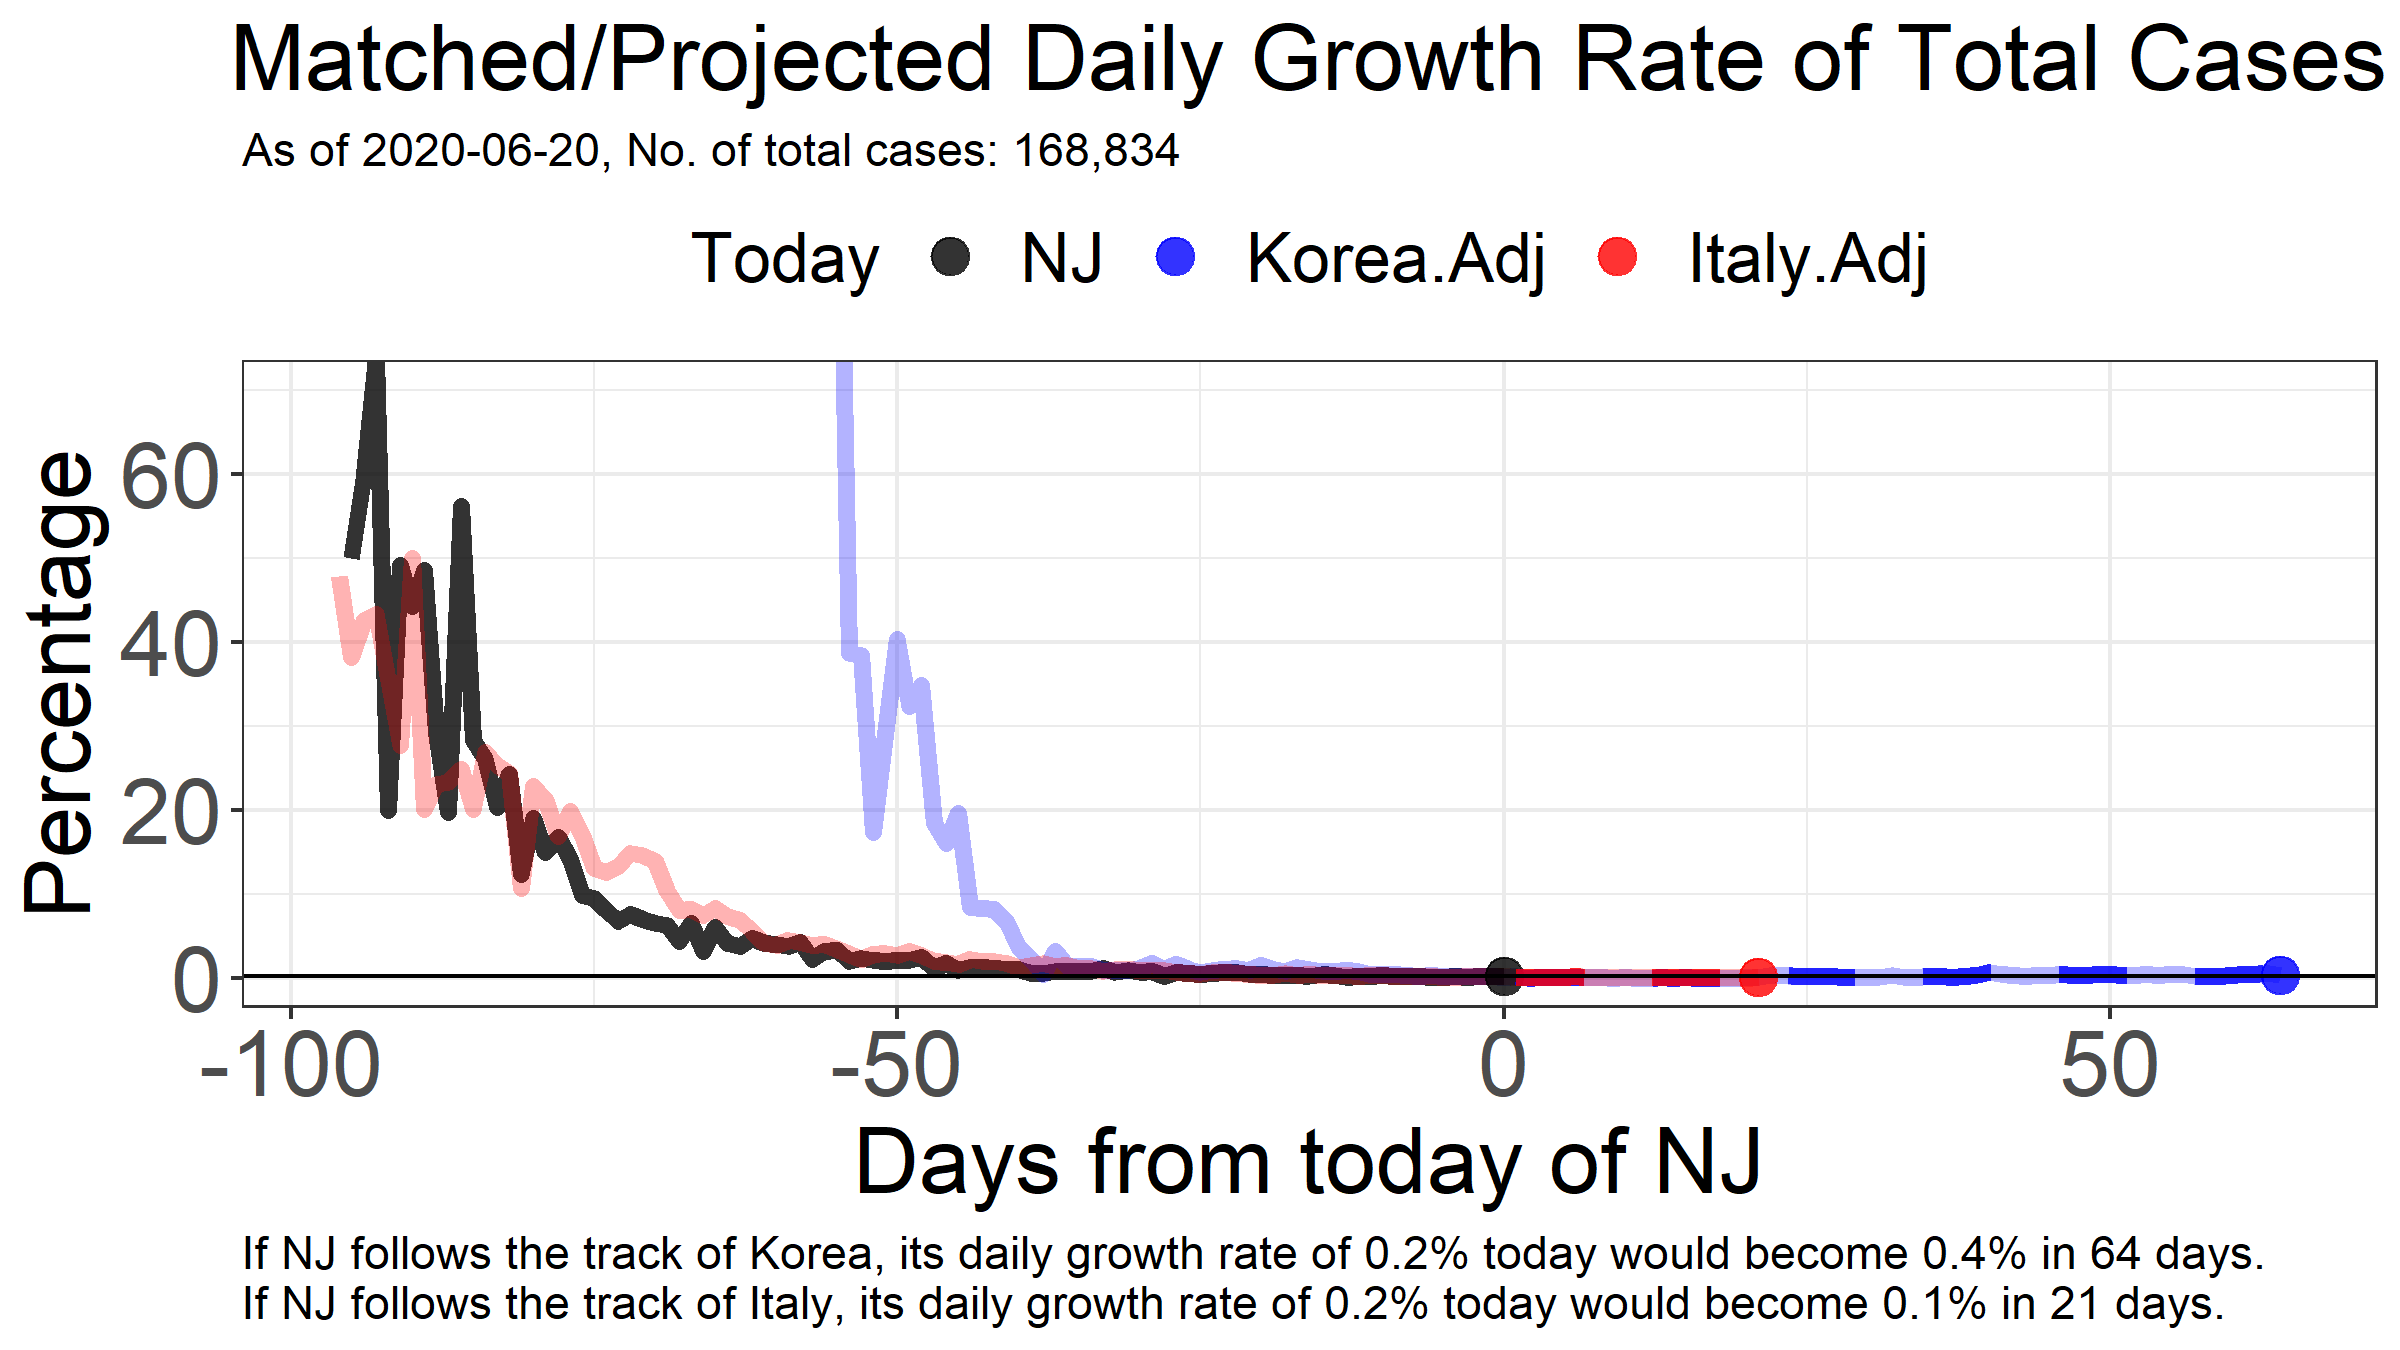 Matched/Projected Daily Growth Rate of Total Cases
As of 2020-06-20, No. of total cases: 168,834
Today NJ Korea.Adj Italy.Adj
Percentage
60
40
20
0
-100 -50 0 50
Days from today of NJ
If NJ follows the track of Korea, its daily growth rate of 0.2% today would become 0.4% in 64 days.
If NJ follows the track of Italy, its daily growth rate of 0.2% today would become 0.1% in 21 days.